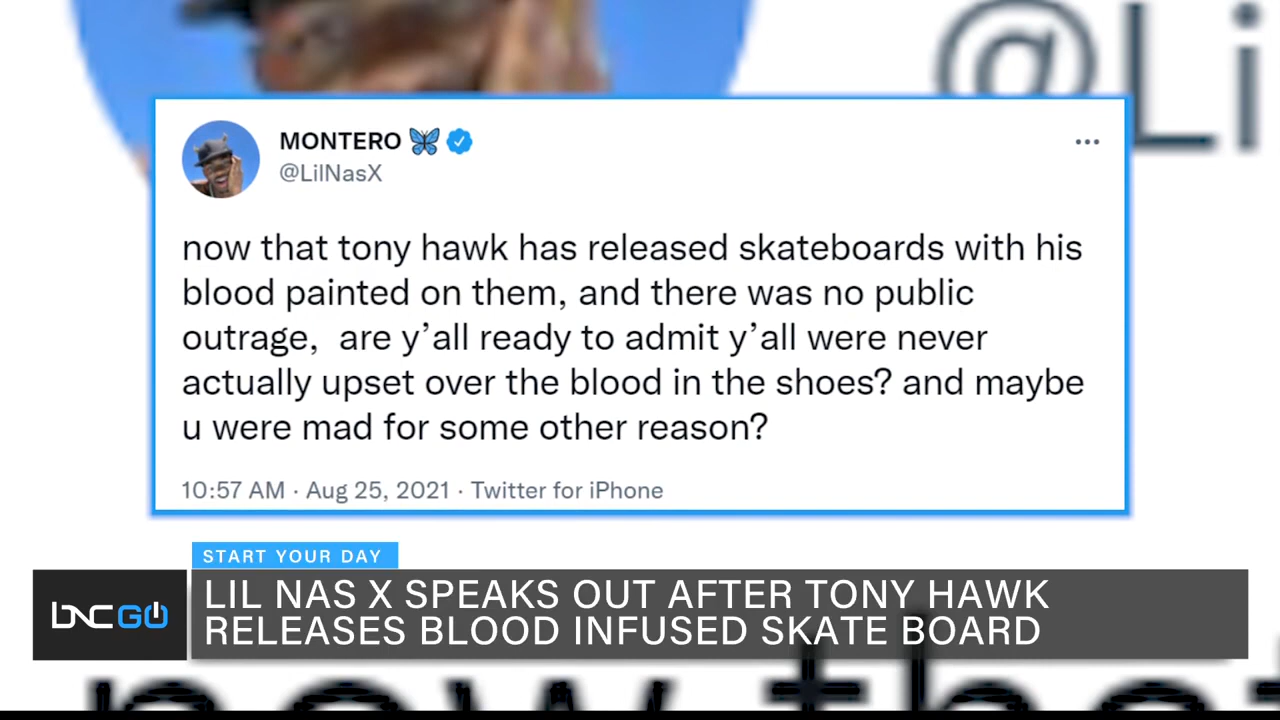 @Li
MONTERO 🦋
@LilNasX
now that tony hawk has released skateboards with his
blood painted on them, and there was no public
outrage,  are y’all ready to admit y’all were never
actually upset over the blood in the shoes? and maybe
u were mad for some other reason?
10:57 AM · Aug 25, 2021 · Twitter for iPhone
START YOUR DAY
bNC GO
LIL NAS X SPEAKS OUT AFTER TONY HAWK
RELEASES BLOOD INFUSED SKATE BOARD
now that